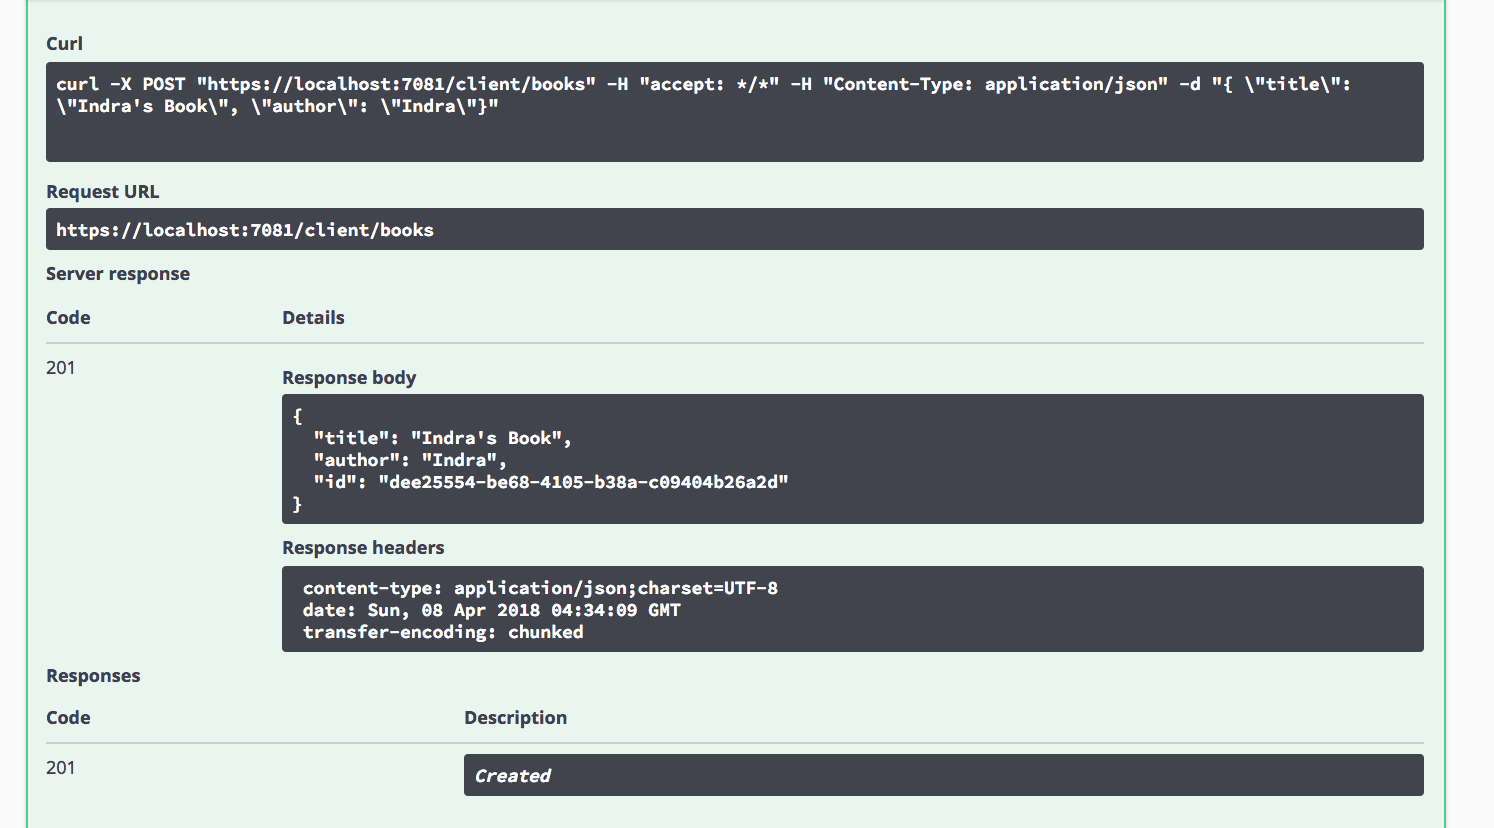 Curl
curl -X POST "https://localhost:7081/client/books" -H "accept: */*" -H "Content-Type: application/json" -d "{ \"title\":
\"Indra's Book\", \"author\": \"Indra\"}"
Request URL
https://localhost:7081/client/books
Server response
Code Details
201
Response body
{
  "title": "Indra's Book",
  "author": "Indra",
  "id": "dee25554-be68-4105-b38a-c09404b26a2d"
}
Response headers
content-type: application/json;charset=UTF-8
date: Sun, 08 Apr 2018 04:34:09 GMT
transfer-encoding: chunked
Responses
Code Description
201 Created